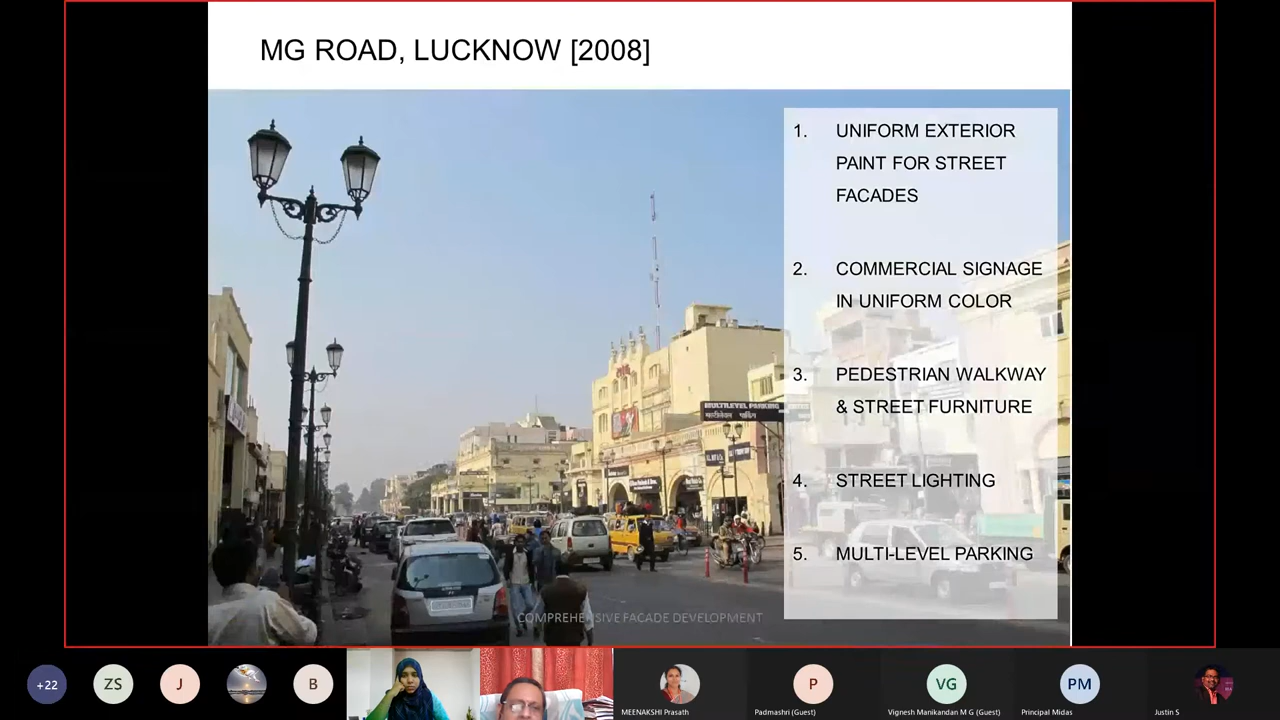 MG ROAD, LUCKNOW [2008]
1. UNIFORM EXTERIOR
PAINT FOR STREET
FACADES
2. COMMERCIAL SIGNAGE
IN UNIFORM COLOR
3. PEDESTRIAN WALKWAY
& STREET FURNITURE
4. STREET LIGHTING
5. MULTI-LEVEL PARKING
MULTILEVEL PARKING
COMPREHENSIVE FACADE DEVELOPMENT
+22
ZS
J
B
MEENAKSHI Prasath
P
Padmashri (Guest)
VG
Vignesh Manikandan M G (Guest)
PM
Principal Midas
Justin S